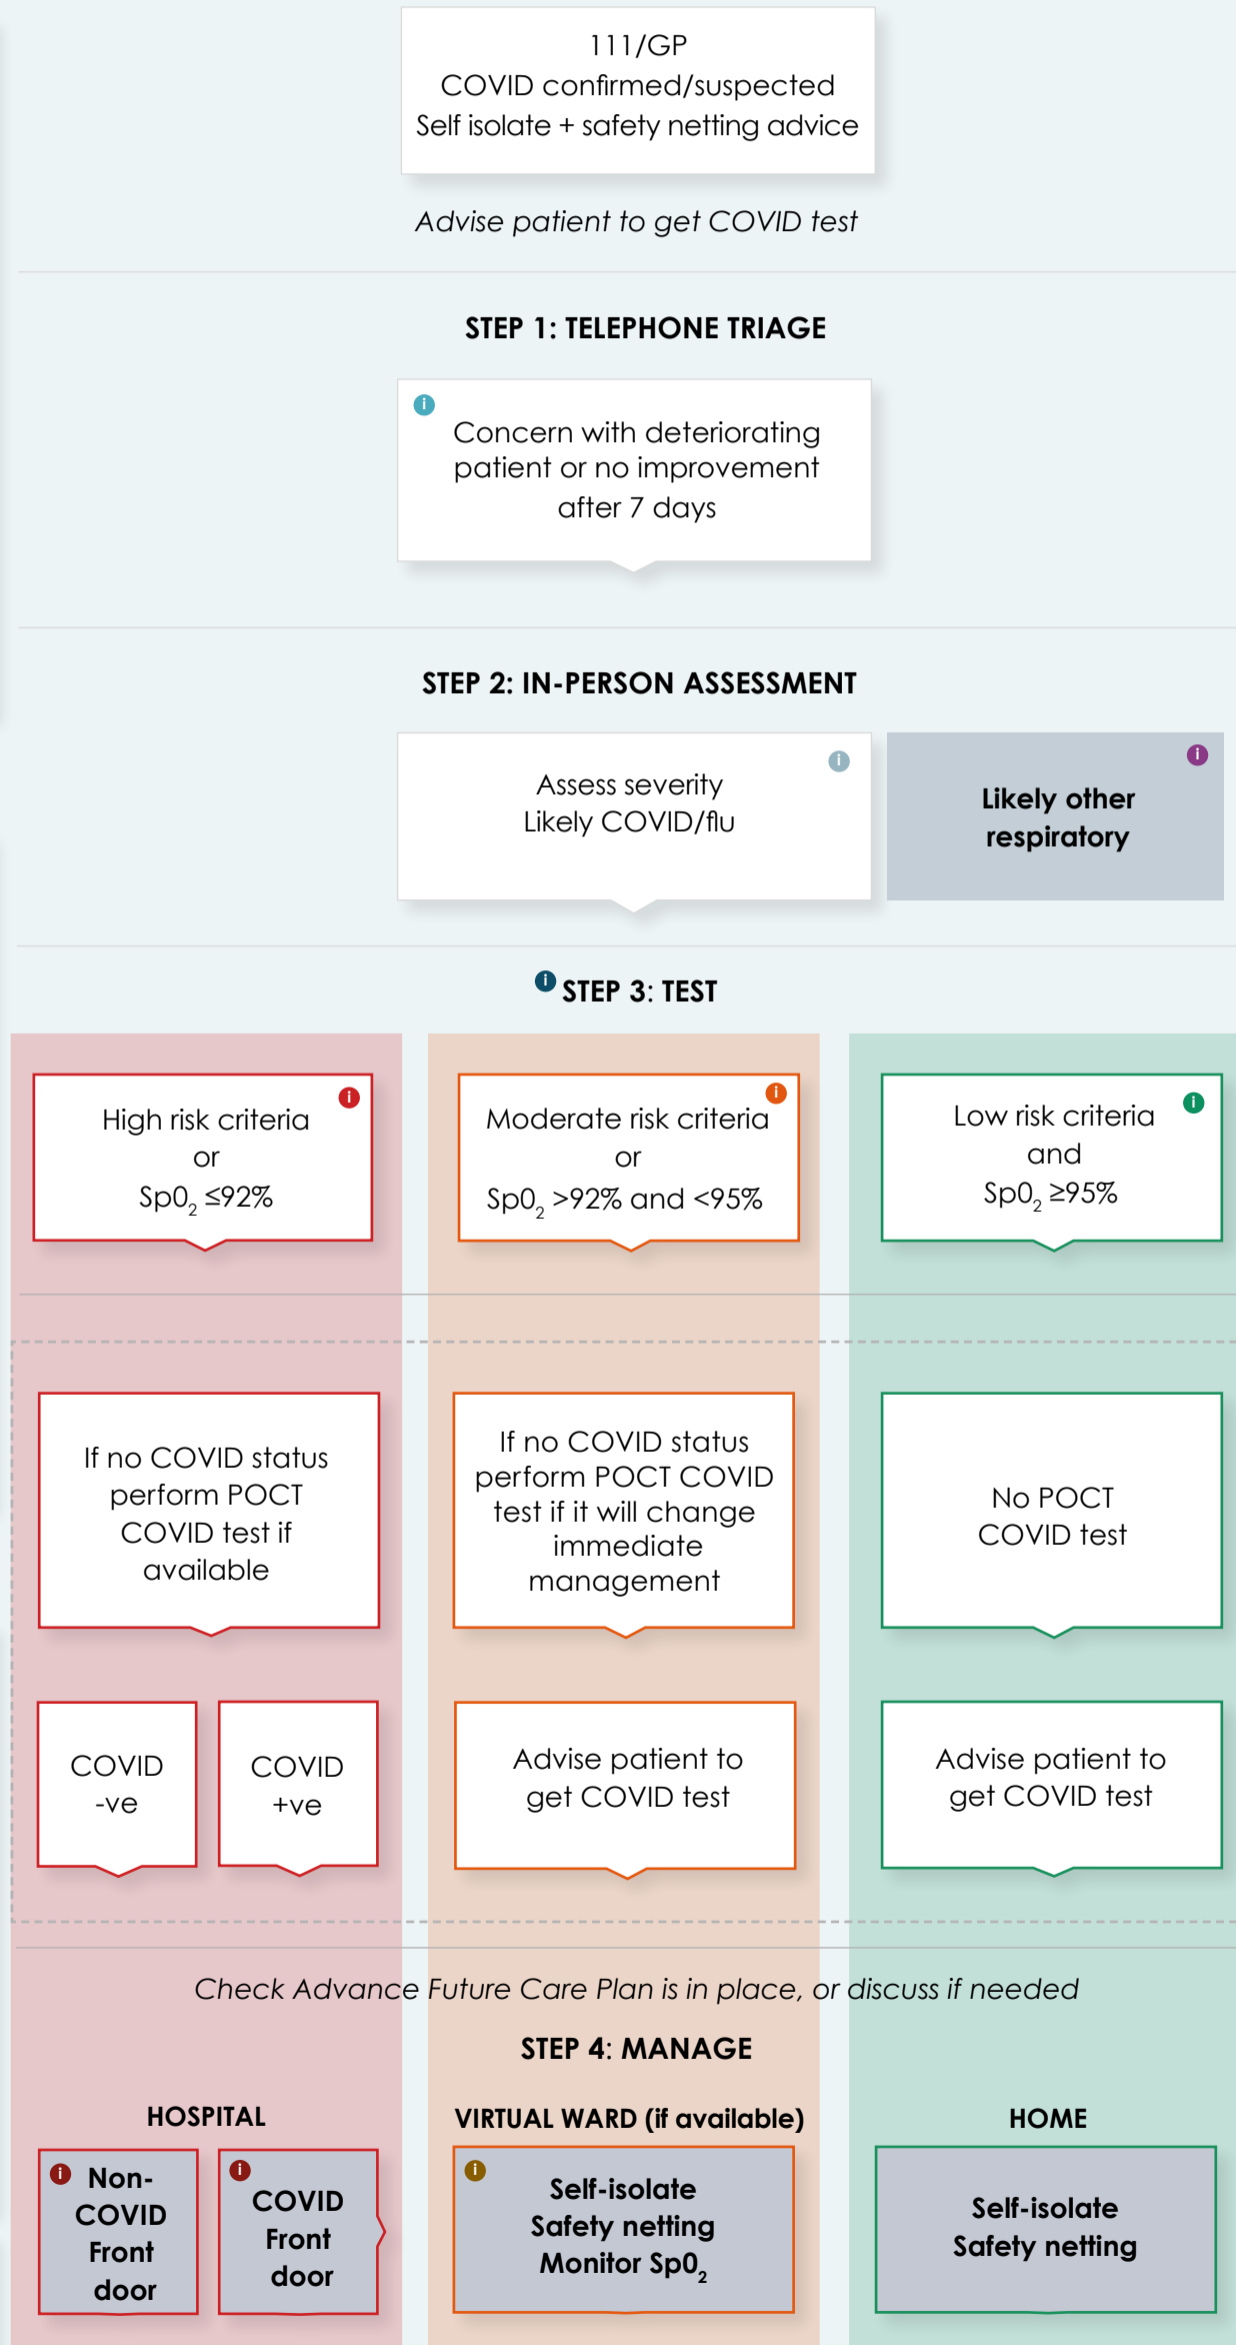 111/GP
COVID confirmed/suspected
Self isolate + safety netting advice
Advise patient to get COVID test
STEP 1: TELEPHONE TRIAGE
i
Concern with deteriorating
patient or no improvement
after 7 days
STEP 2: IN-PERSON ASSESSMENT
i
Assess severity
Likely COVID/flu
i
Likely other
respiratory
i STEP 3: TEST
i
High risk criteria
or
Sp0₂ ≤92%
i
Moderate risk criteria
or
Sp0₂ >92% and <95%
i
Low risk criteria
and
Sp0₂ ≥95%
If no COVID status
perform POCT
COVID test if
available
If no COVID status
perform POCT COVID
test if it will change
immediate
management
No POCT
COVID test
COVID
-ve
COVID
+ve
Advise patient to
get COVID test
Advise patient to
get COVID test
Check Advance Future Care Plan is in place, or discuss if needed
STEP 4: MANAGE
HOSPITAL
i Non-
COVID
Front
door
i
COVID
Front
door
VIRTUAL WARD (if available)
i
Self-isolate
Safety netting
Monitor Sp0₂
HOME
Self-isolate
Safety netting